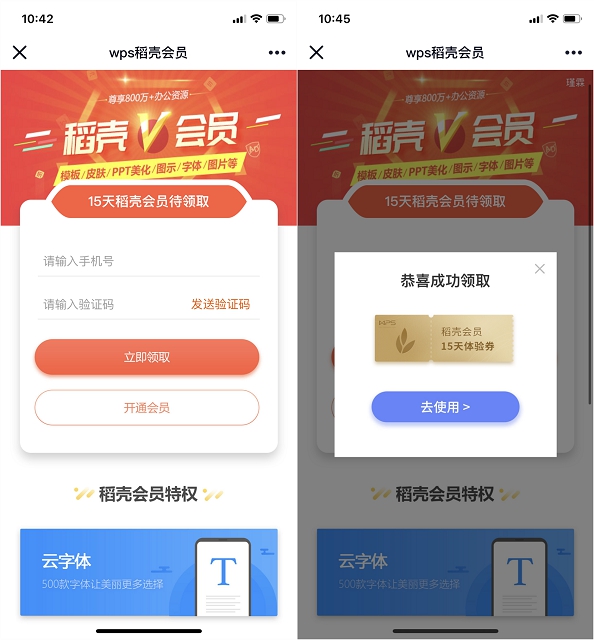 10:42
wps稻壳会员
尊享800万+办公资源
稻壳V会员
模板/皮肤/PPT美化/图示/字体/图片等
15天稻壳会员待领取
请输入手机号
请输入验证码 发送验证码
立即领取
开通会员
稻壳会员特权
云字体
500款字体让美丽更多选择
T
10:45
wps稻壳会员
瑾霖
尊享800万+办公资源
稻壳V会员
模板/皮肤/PPT美化/图示/字体/图片等
15天稻壳会员待领取
恭喜成功领取
WPS
稻壳会员
15天体验券
去使用 >
稻壳会员特权
云字体
500款字体让美丽更多选择
T